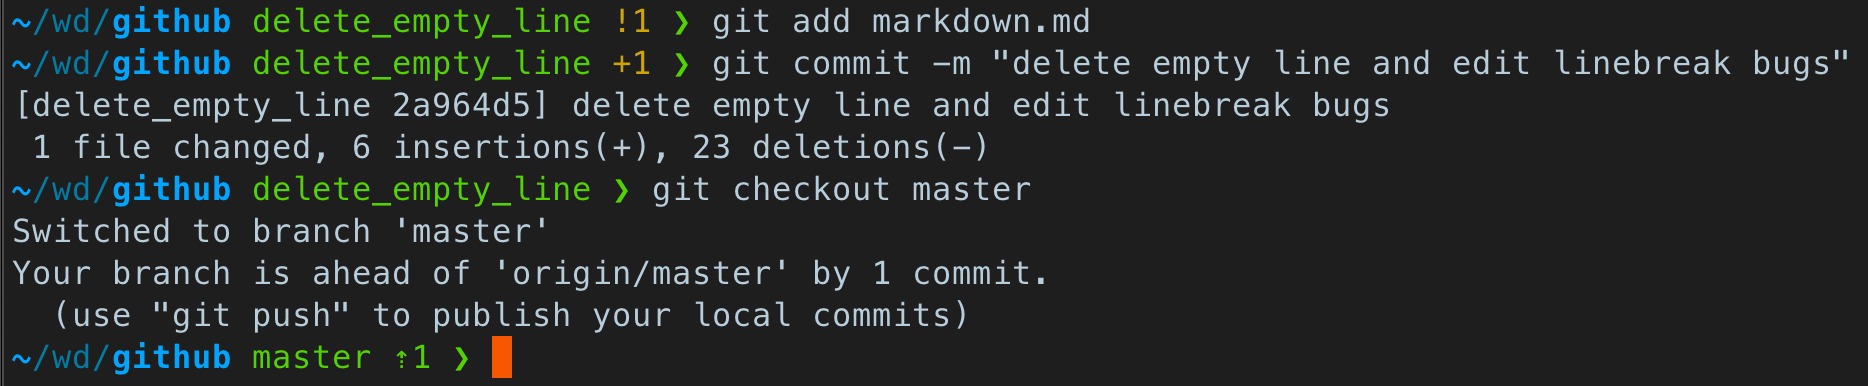 ~/wd/github delete_empty_line !1 ❯ git add markdown.md
~/wd/github delete_empty_line +1 ❯ git commit -m "delete empty line and edit linebreak bugs"
[delete_empty_line 2a964d5] delete empty line and edit linebreak bugs
 1 file changed, 6 insertions(+), 23 deletions(-)
~/wd/github delete_empty_line ❯ git checkout master
Switched to branch 'master'
Your branch is ahead of 'origin/master' by 1 commit.
  (use "git push" to publish your local commits)
~/wd/github master ⇡1 ❯